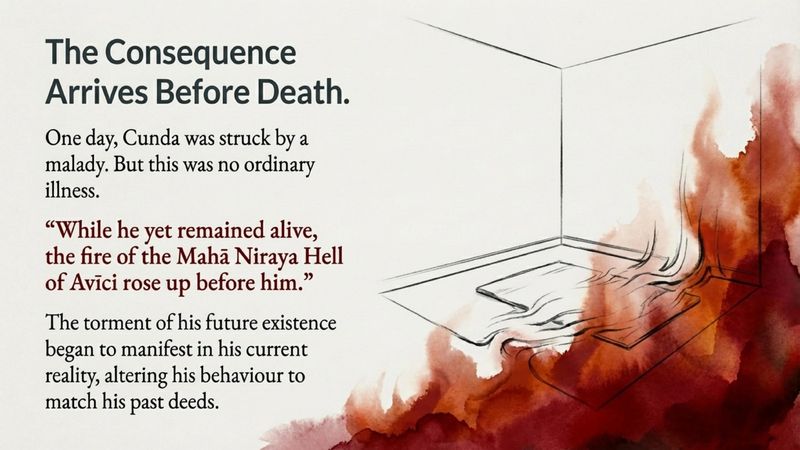 The Consequence
Arrives Before Death.
One day, Cunda was struck by a
malady. But this was no ordinary
illness.
“While he yet remained alive,
the fire of the Mahā Niraya Hell
of Avīci rose up before him.”
The torment of his future existence
began to manifest in his current
reality, altering his behaviour to
match his past deeds.